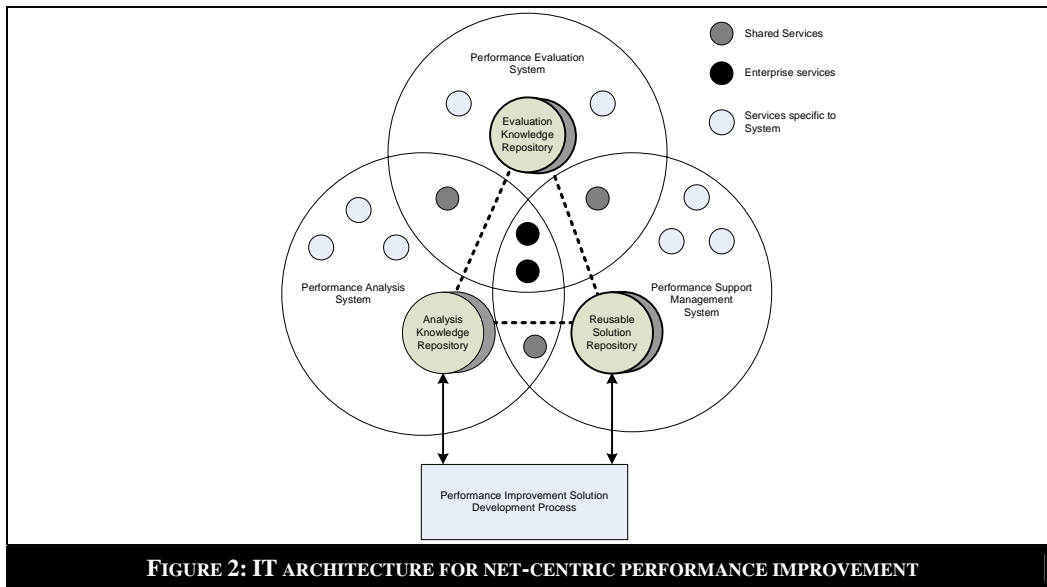 Shared Services
Performance Evaluation
System
Enterprise services
Services specific to
System
Evaluation
Knowledge
Repository
Performance Analysis
System
Performance Support
Management
System
Analysis
Knowledge
Repository
Reusable
Solution
Repository
Performance Improvement Solution
Development Process
FIGURE 2: IT ARCHITECTURE FOR NET-CENTRIC PERFORMANCE IMPROVEMENT